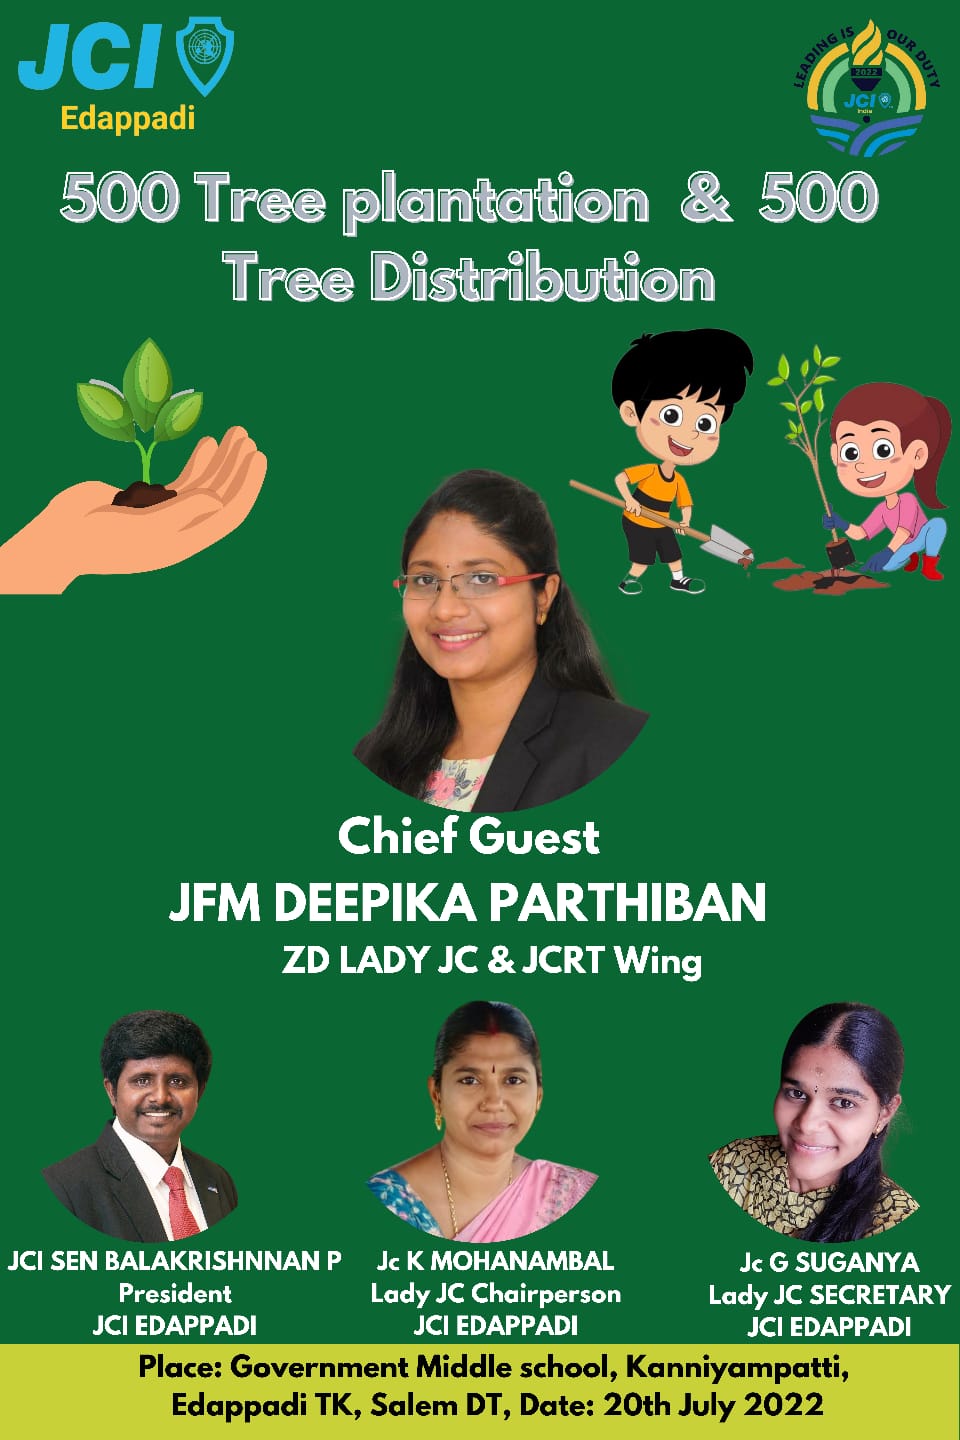 JCI
Edappadi
LEADING IS OUR DUTY
2022
JCI
India
500 Tree plantation & 500
Tree Distribution
Chief Guest
JFM DEEPIKA PARTHIBAN
ZD LADY JC & JCRT Wing
JCI SEN BALAKRISHNNAN P
President
JCI EDAPPADI
Jc K MOHANAMBAL
Lady JC Chairperson
JCI EDAPPADI
Jc G SUGANYA
Lady JC SECRETARY
JCI EDAPPADI
Place: Government Middle school, Kanniyampatti,
Edappadi TK, Salem DT, Date: 20th July 2022